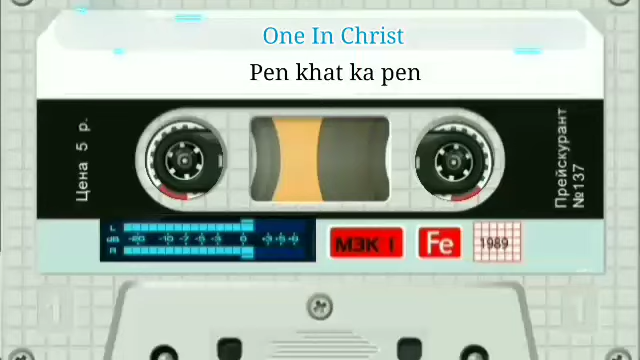 One In Christ
Pen khat ka pen
Цена 5 р.
Прейскурант
№137
L
dB -20 -10 -7 -5 -3 0 +2 +3 +5
R
МЭК I
Fe
1989